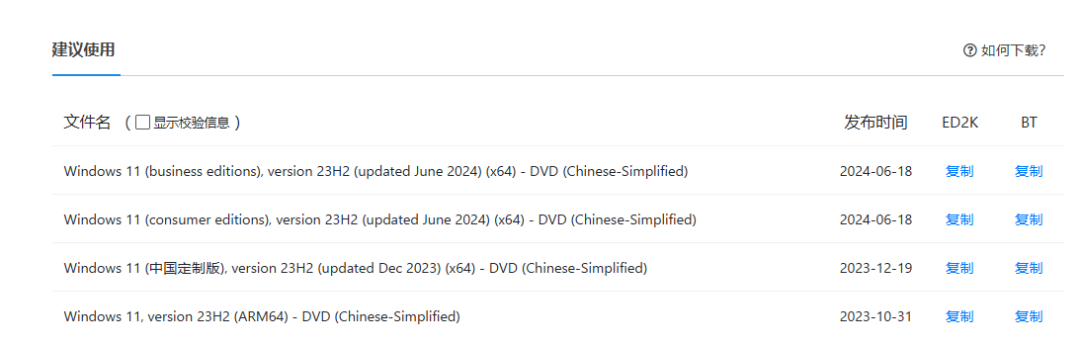 建议使用 如何下载?
文件名 ( 显示校验信息 ) 发布时间 ED2K BT
Windows 11 (business editions), version 23H2 (updated June 2024) (x64) - DVD (Chinese-Simplified) 2024-06-18 复制 复制
Windows 11 (consumer editions), version 23H2 (updated June 2024) (x64) - DVD (Chinese-Simplified) 2024-06-18 复制 复制
Windows 11 (中国定制版), version 23H2 (updated Dec 2023) (x64) - DVD (Chinese-Simplified) 2023-12-19 复制 复制
Windows 11, version 23H2 (ARM64) - DVD (Chinese-Simplified) 2023-10-31 复制 复制